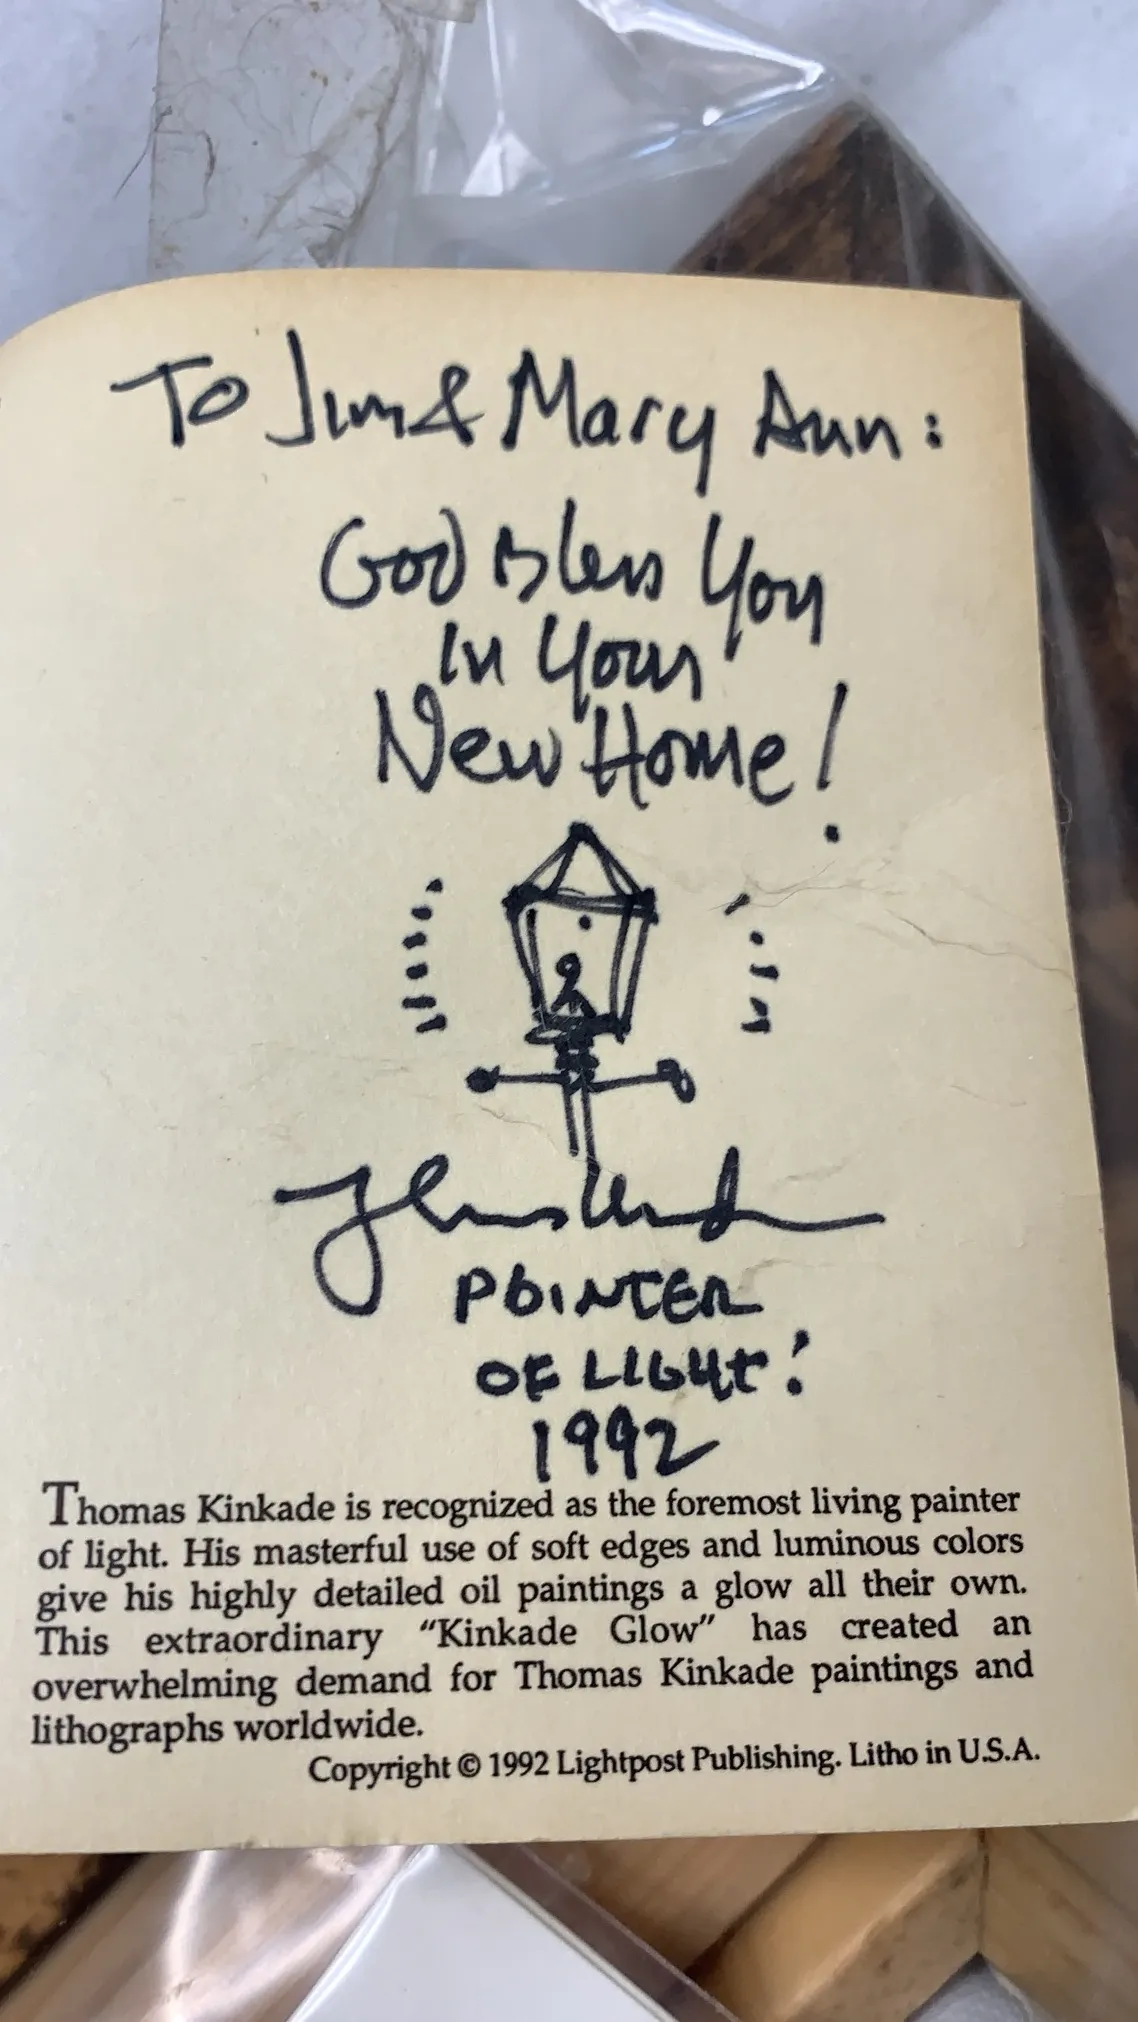 To Jim & Mary Ann:
God Bless You
In Your
New Home!
Thomas Kinkade
POINTER
OF LIGHT!
1992
Thomas Kinkade is recognized as the foremost living painter
of light. His masterful use of soft edges and luminous colors
give his highly detailed oil paintings a glow all their own.
This extraordinary “Kinkade Glow” has created an
overwhelming demand for Thomas Kinkade paintings and
lithographs worldwide.
Copyright © 1992 Lightpost Publishing. Litho in U.S.A.